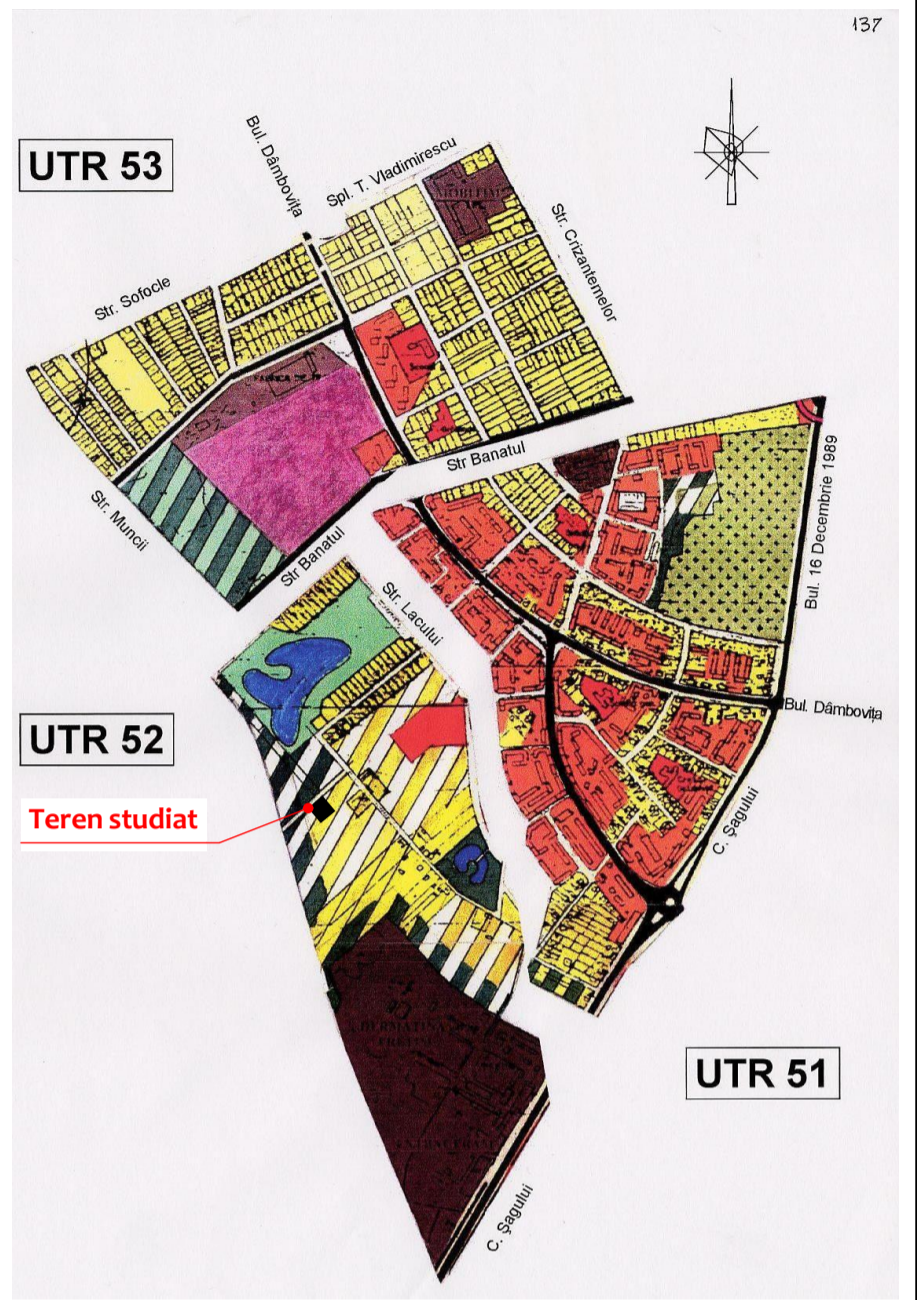 137
UTR 53
Bul. Dâmbovița
Spl. T. Vladimirescu
Str. Crizantemelor
Str. Sofocle
Str. Muncii
Str Banatul
Str Banatul
Str. Lacului
Bul. 16 Decembrie 1989
Bul. Dâmbovița
UTR 52
Teren studiat
C. Șagului
UTR 51
C. Șagului